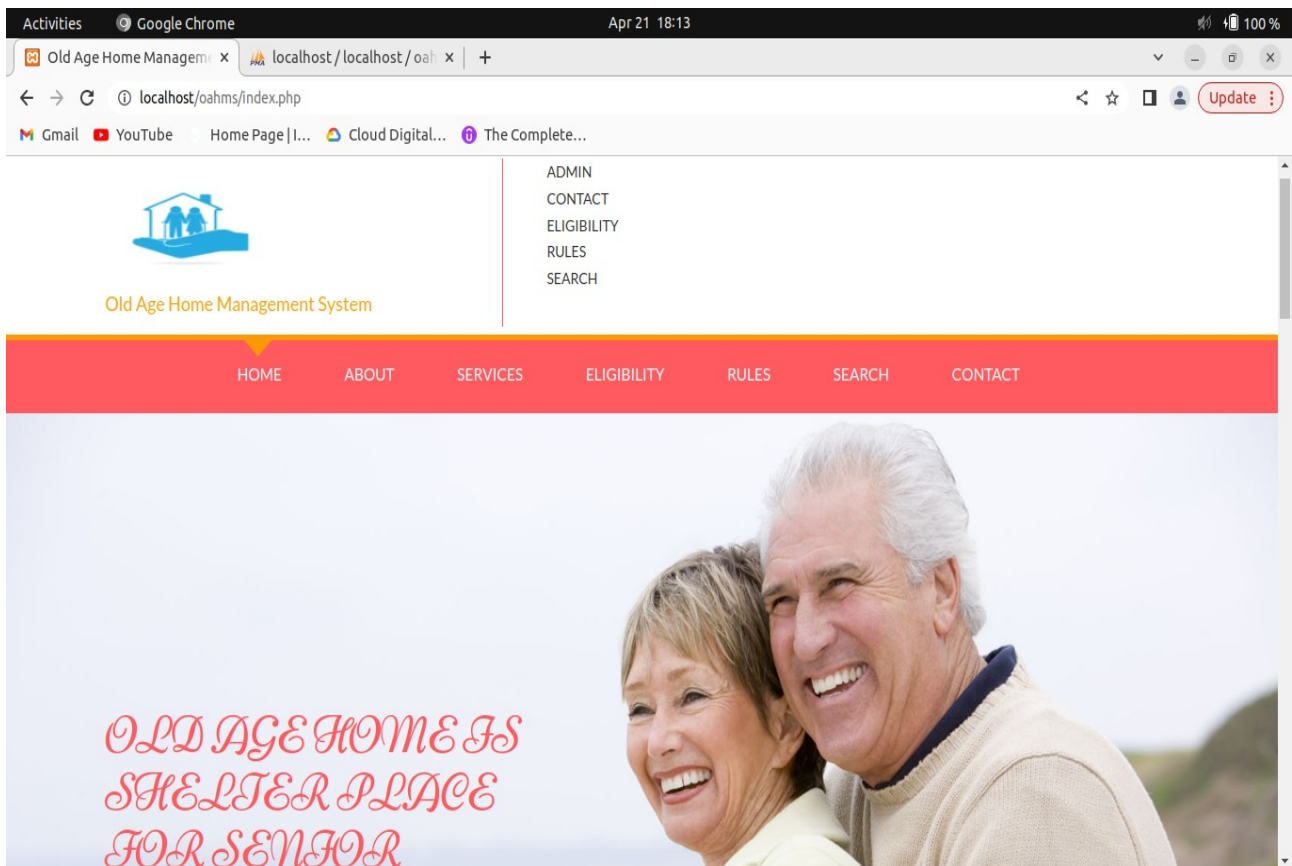 Activities Google Chrome Apr 21 18:13 100 %
Old Age Home Managem localhost / localhost / oah
localhost/oahms/index.php Update
Gmail YouTube Home Page | I... Cloud Digital... The Complete...
ADMIN
CONTACT
ELIGIBILITY
RULES
SEARCH
Old Age Home Management System
HOME ABOUT SERVICES ELIGIBILITY RULES SEARCH CONTACT
OLD AGE HOME IS
SHELTER PLACE
FOR SENIOR